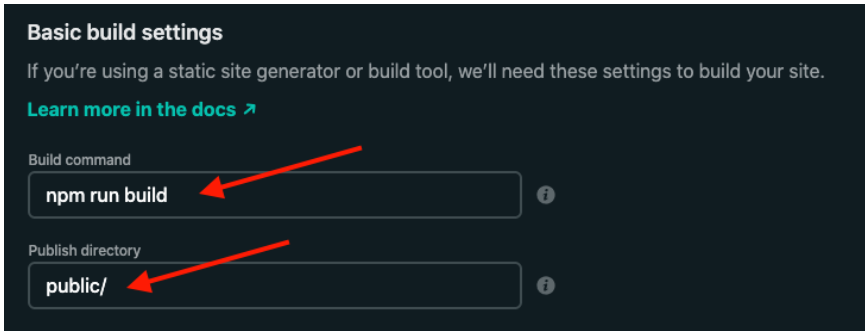 Basic build settings
If you’re using a static site generator or build tool, we’ll need these settings to build your site.
Learn more in the docs ↗
Build command
npm run build
Publish directory
public/